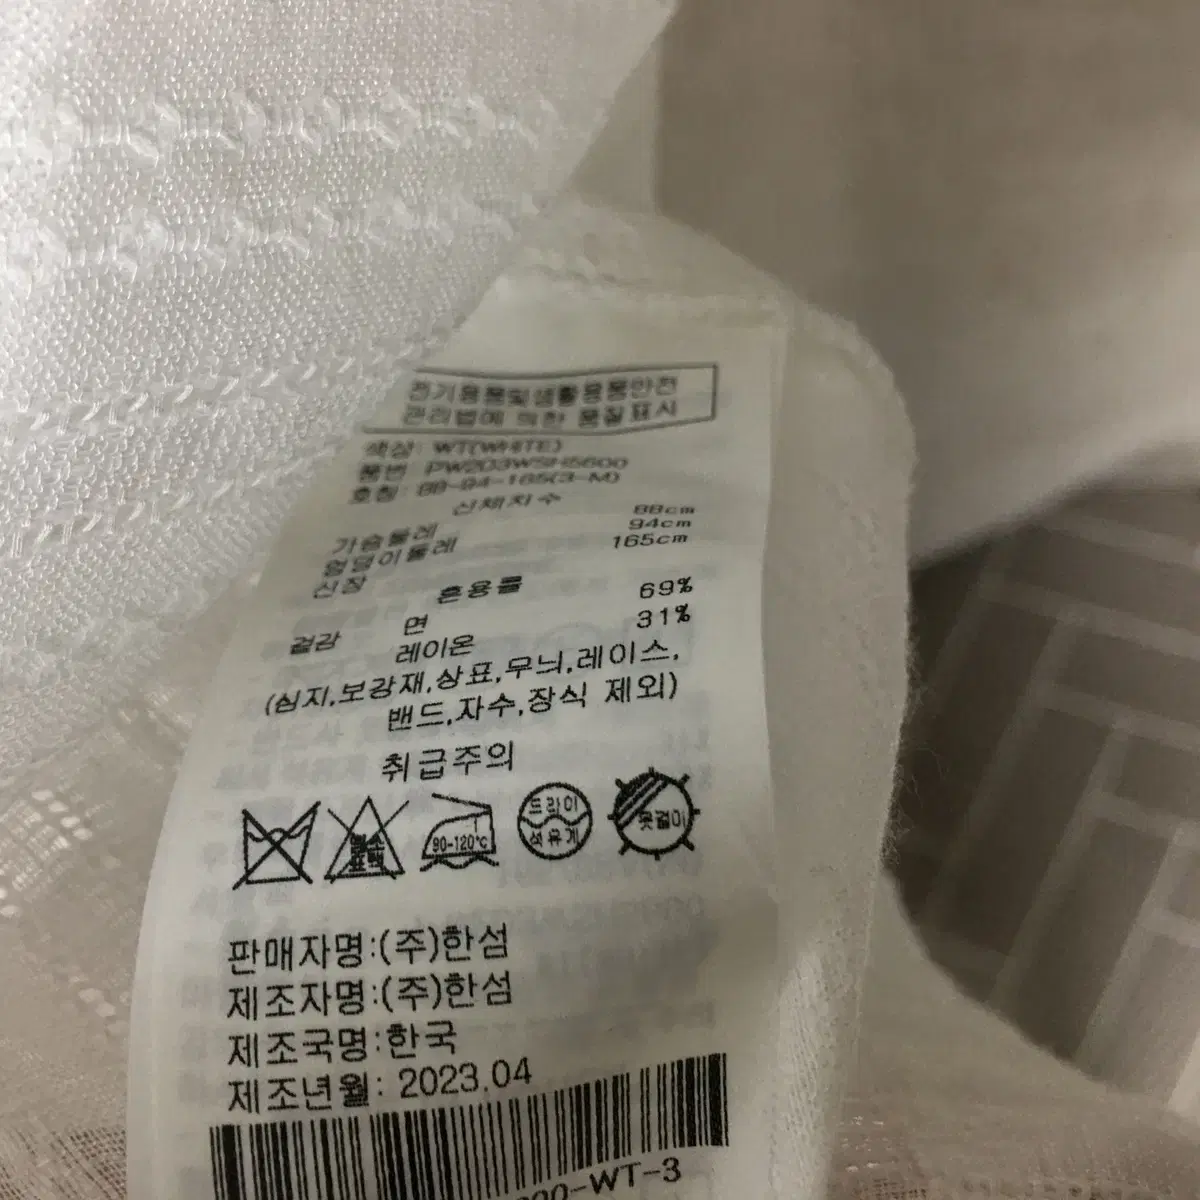 전기용품및생활용품안전
관리법에 의한 품질표시
색상: WT(WHITE)
품번 PW203WSH5600
호칭: 88-94-165(3-M)
신체치수
가슴둘레 88cm
엉덩이둘레 94cm
신장 165cm
혼용률
겉감 면 69%
레이온 31%
(심지,보강재,상표,무늬,레이스,
밴드,자수,장식 제외)
취급주의
염소
표백
90-120℃
드라이
석유계
옷걸이
판매자명:(주)한섬
제조자명:(주)한섬
제조국명:한국
제조년월: 2023.04
-WT-3